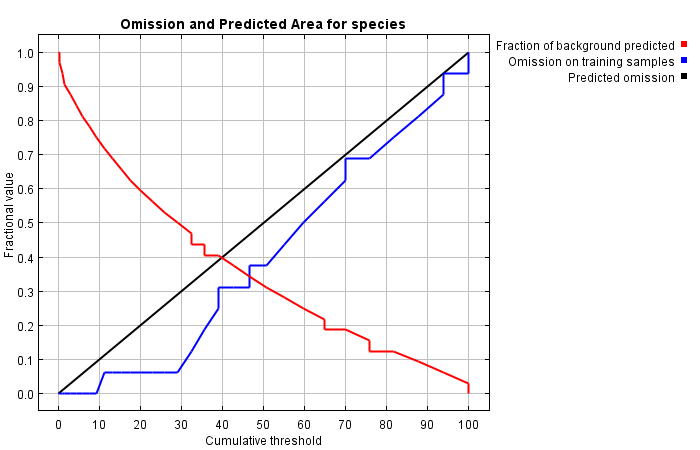 Omission and Predicted Area for species
Fraction of background predicted
Omission on training samples
Predicted omission
Fractional value
1.0
0.9
0.8
0.7
0.6
0.5
0.4
0.3
0.2
0.1
0.0
0 10 20 30 40 50 60 70 80 90 100
Cumulative threshold